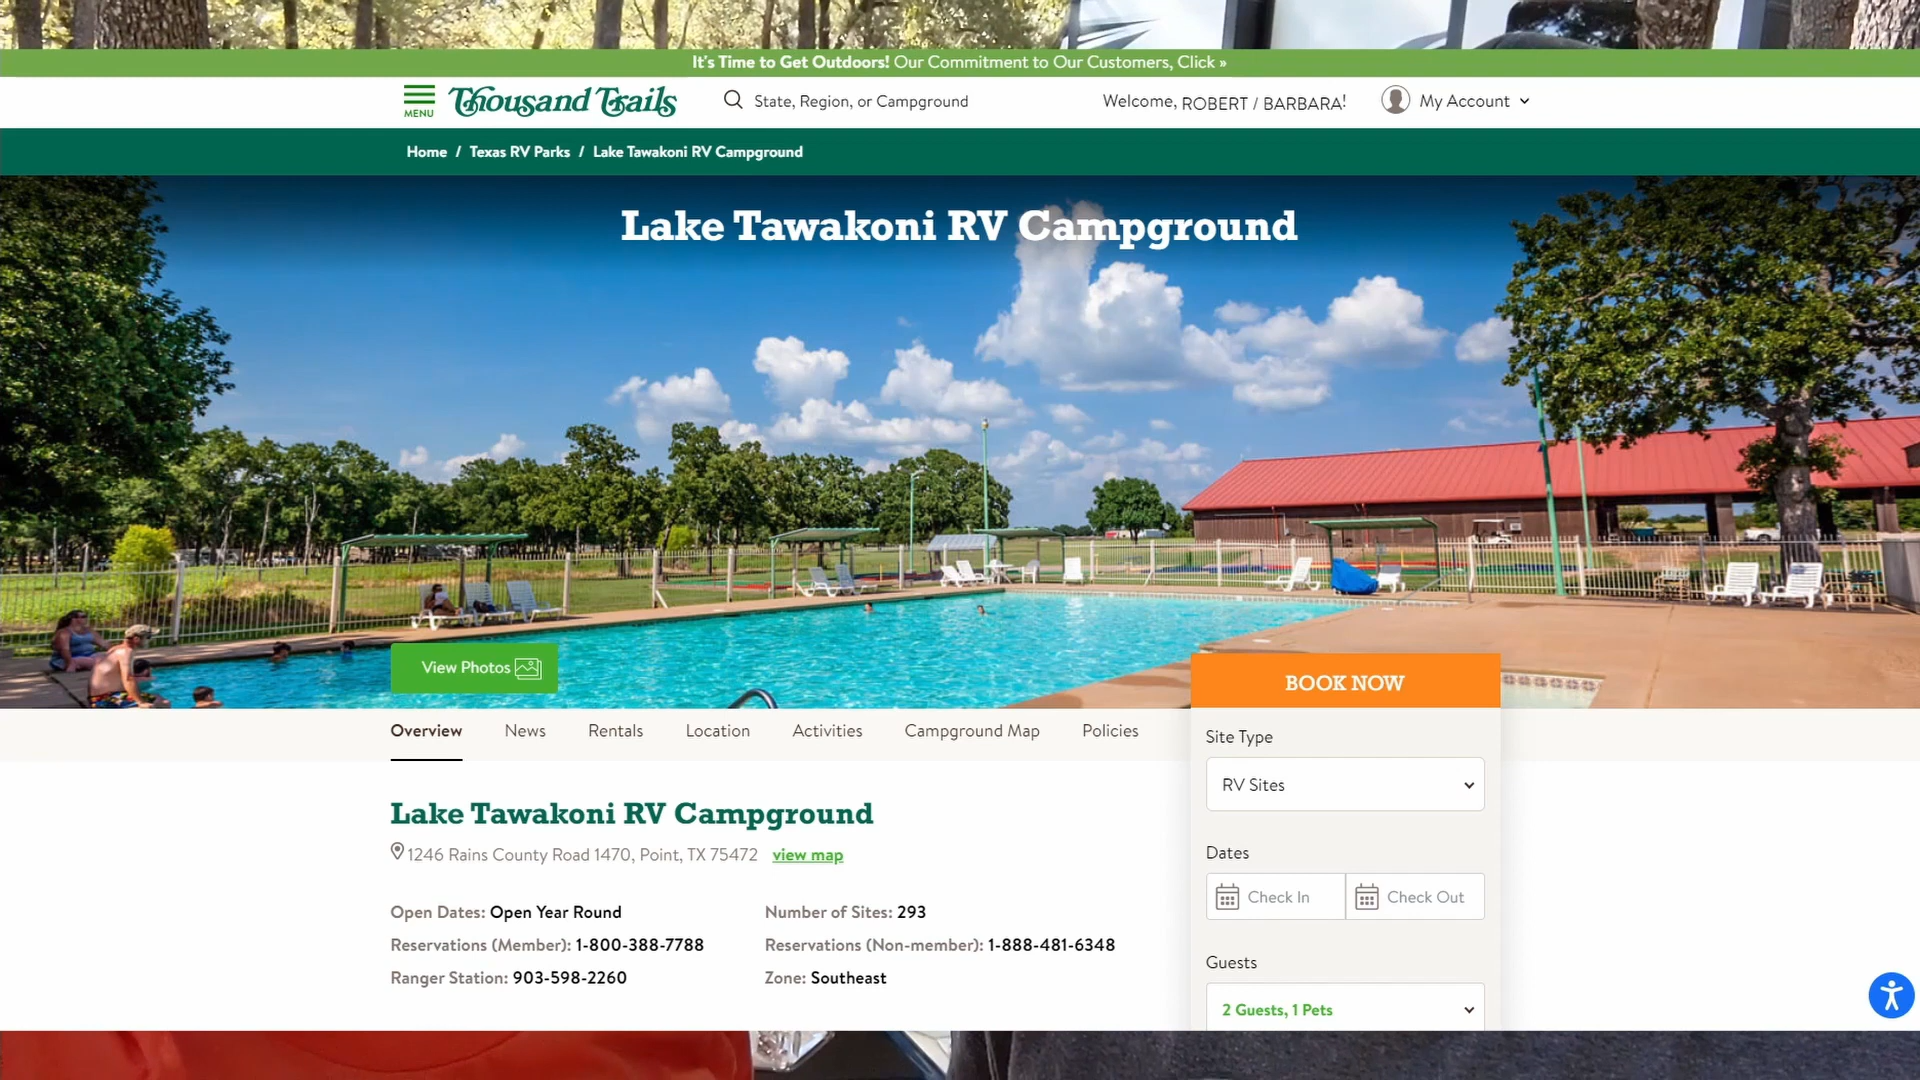 It's Time to Get Outdoors! Our Commitment to Our Customers, Click »
MENU
Thousand Trails
State, Region, or Campground
Welcome, ROBERT / BARBARA!
My Account
Home / Texas RV Parks / Lake Tawakoni RV Campground
Lake Tawakoni RV Campground
View Photos
BOOK NOW
Overview
News
Rentals
Location
Activities
Campground Map
Policies
Site Type
RV Sites
Lake Tawakoni RV Campground
1246 Rains County Road 1470, Point, TX 75472 view map
Dates
Check In
Check Out
Open Dates: Open Year Round
Number of Sites: 293
Reservations (Member): 1-800-388-7788
Reservations (Non-member): 1-888-481-6348
Ranger Station: 903-598-2260
Zone: Southeast
Guests
2 Guests, 1 Pets